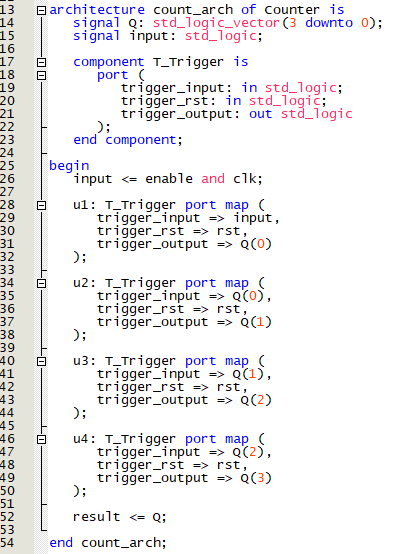 13 architecture count_arch of Counter is
14 signal Q: std_logic_vector(3 downto 0);
15 signal input: std_logic;
16
17 component T_Trigger is
18 port (
19 trigger_input: in std_logic;
20 trigger_rst: in std_logic;
21 trigger_output: out std_logic
22 );
23 end component;
24
25 begin
26 input <= enable and clk;
27
28 u1: T_Trigger port map (
29 trigger_input => input,
30 trigger_rst => rst,
31 trigger_output => Q(0)
32 );
33
34 u2: T_Trigger port map (
35 trigger_input => Q(0),
36 trigger_rst => rst,
37 trigger_output => Q(1)
38 );
39
40 u3: T_Trigger port map (
41 trigger_input => Q(1),
42 trigger_rst => rst,
43 trigger_output => Q(2)
44 );
45
46 u4: T_Trigger port map (
47 trigger_input => Q(2),
48 trigger_rst => rst,
49 trigger_output => Q(3)
50 );
51
52 result <= Q;
53
54 end count_arch;